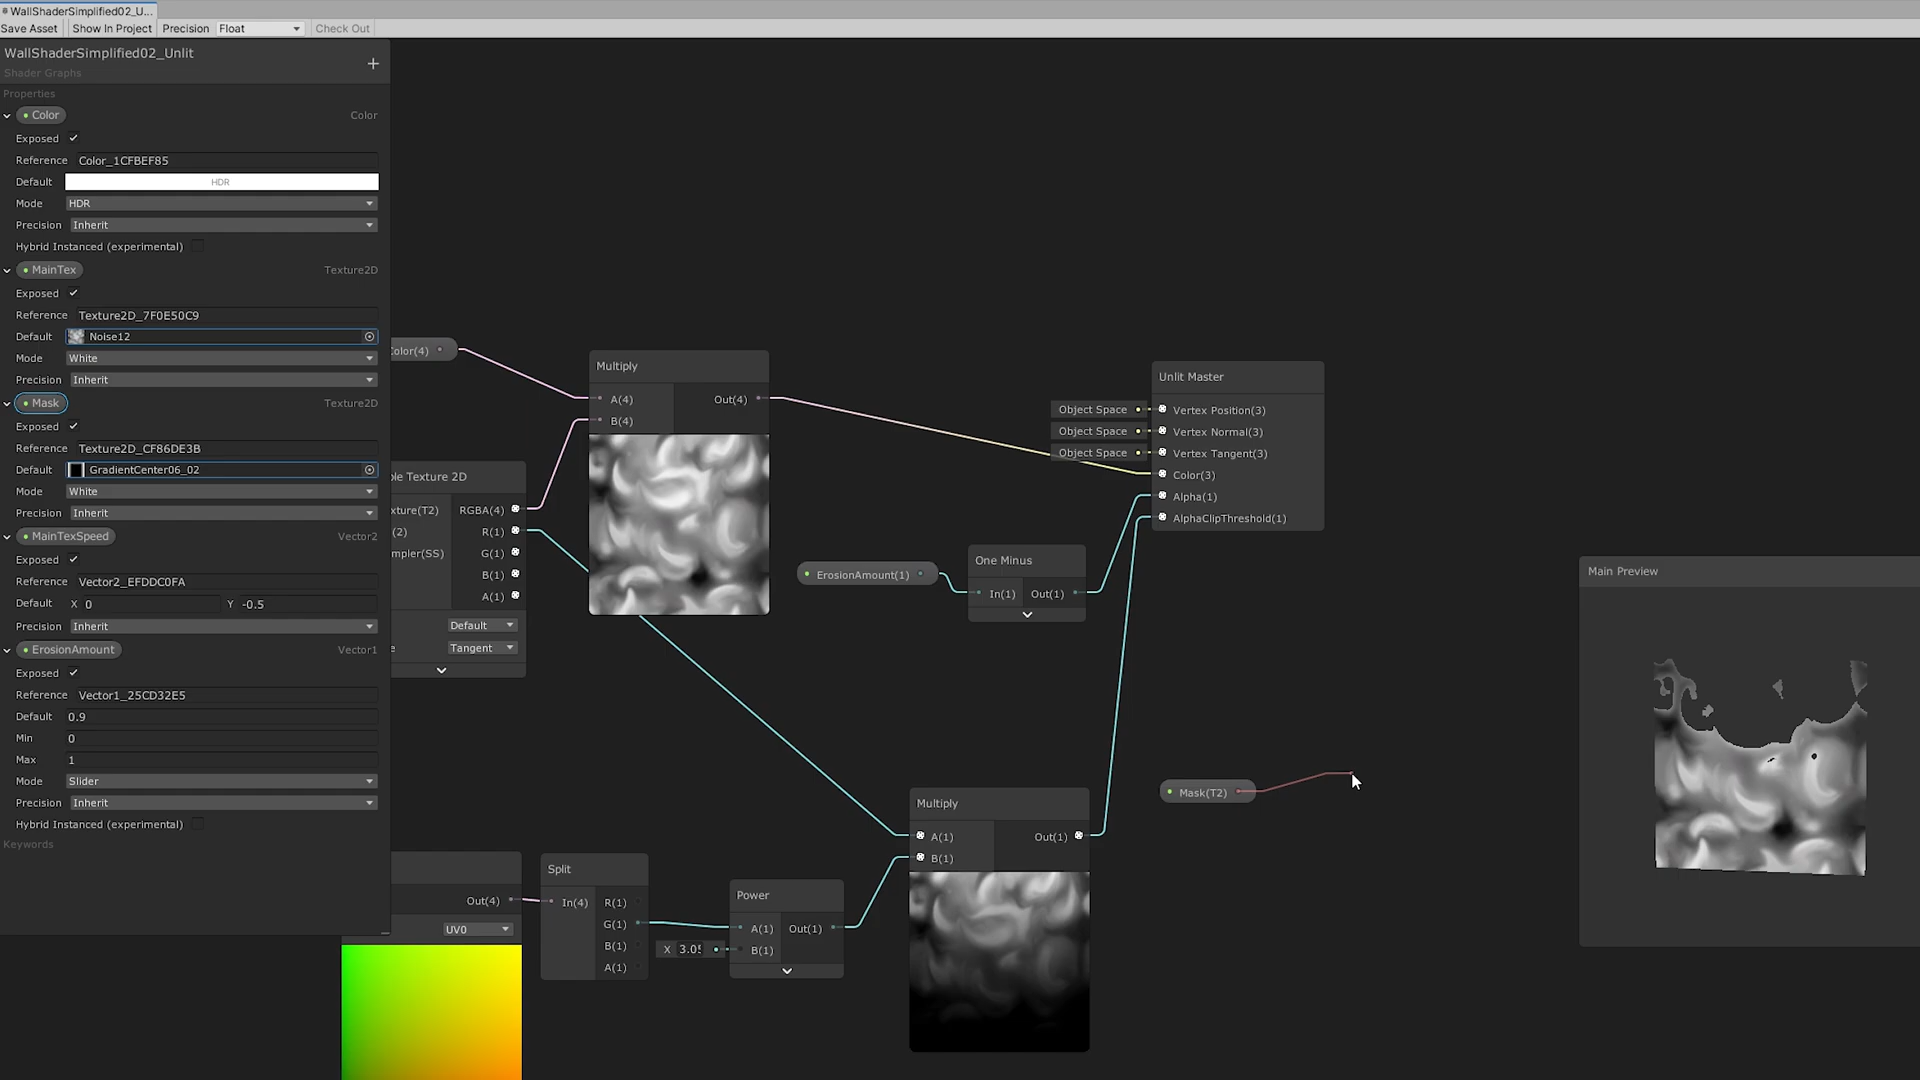 WallShaderSimplified02_U...
Save Asset Show In Project Precision Float Check Out
WallShaderSimplified02_Unlit
Shader Graphs
Properties
Color Color
Exposed
Reference Color_1CFBEF85
Default HDR
Mode HDR
Precision Inherit
Hybrid Instanced (experimental)
MainTex Texture2D
Exposed
Reference Texture2D_7F0E50C9
Default Noise12
Mode White
Precision Inherit
Mask Texture2D
Exposed
Reference Texture2D_CF86DE3B
Default GradientCenter06_02
Mode White
Precision Inherit
MainTexSpeed Vector2
Exposed
Reference Vector2_EFDDC0FA
Default X 0 Y -0.5
Precision Inherit
ErosionAmount Vector1
Exposed
Reference Vector1_25CD32E5
Default 0.9
Min 0
Max 1
Mode Slider
Precision Inherit
Hybrid Instanced (experimental)
Keywords
Color(4)
Multiply
A(4) Out(4)
B(4)
ple Texture 2D
xture(T2) RGBA(4)
(2) R(1)
mpler(SS) G(1)
B(1)
A(1)
Default
e Tangent
ErosionAmount(1)
One Minus
In(1) Out(1)
Unlit Master
Object Space Vertex Position(3)
Object Space Vertex Normal(3)
Object Space Vertex Tangent(3)
Color(3)
Alpha(1)
AlphaClipThreshold(1)
Main Preview
Mask(T2)
Multiply
A(1) Out(1)
B(1)
Out(4)
UV0
Split
In(4) R(1)
G(1)
B(1)
A(1)
Power
A(1) Out(1)
X 3.0 B(1)